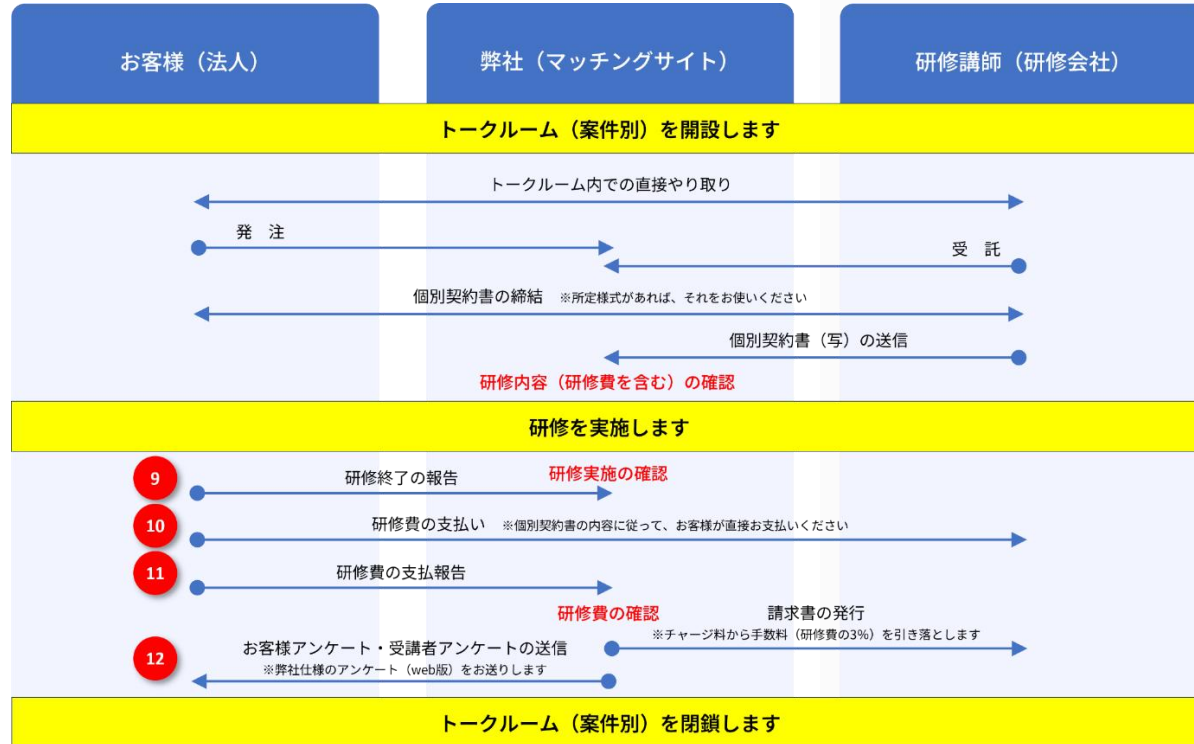 お客様（法人）
弊社（マッチングサイト）
研修講師（研修会社）
トークルーム（案件別）を開設します
トークルーム内での直接やり取り
発　注
受　託
個別契約書の締結　※所定様式があれば、それをお使いください
個別契約書（写）の送信
研修内容（研修費を含む）の確認
研修を実施します
9
研修終了の報告
研修実施の確認
10
研修費の支払い　※個別契約書の内容に従って、お客様が直接お支払いください
11
研修費の支払報告
研修費の確認
請求書の発行
※チャージ料から手数料（研修費の3%）を引き落とします
12
お客様アンケート・受講者アンケートの送信
※弊社仕様のアンケート（web版）をお送りします
トークルーム（案件別）を閉鎖します